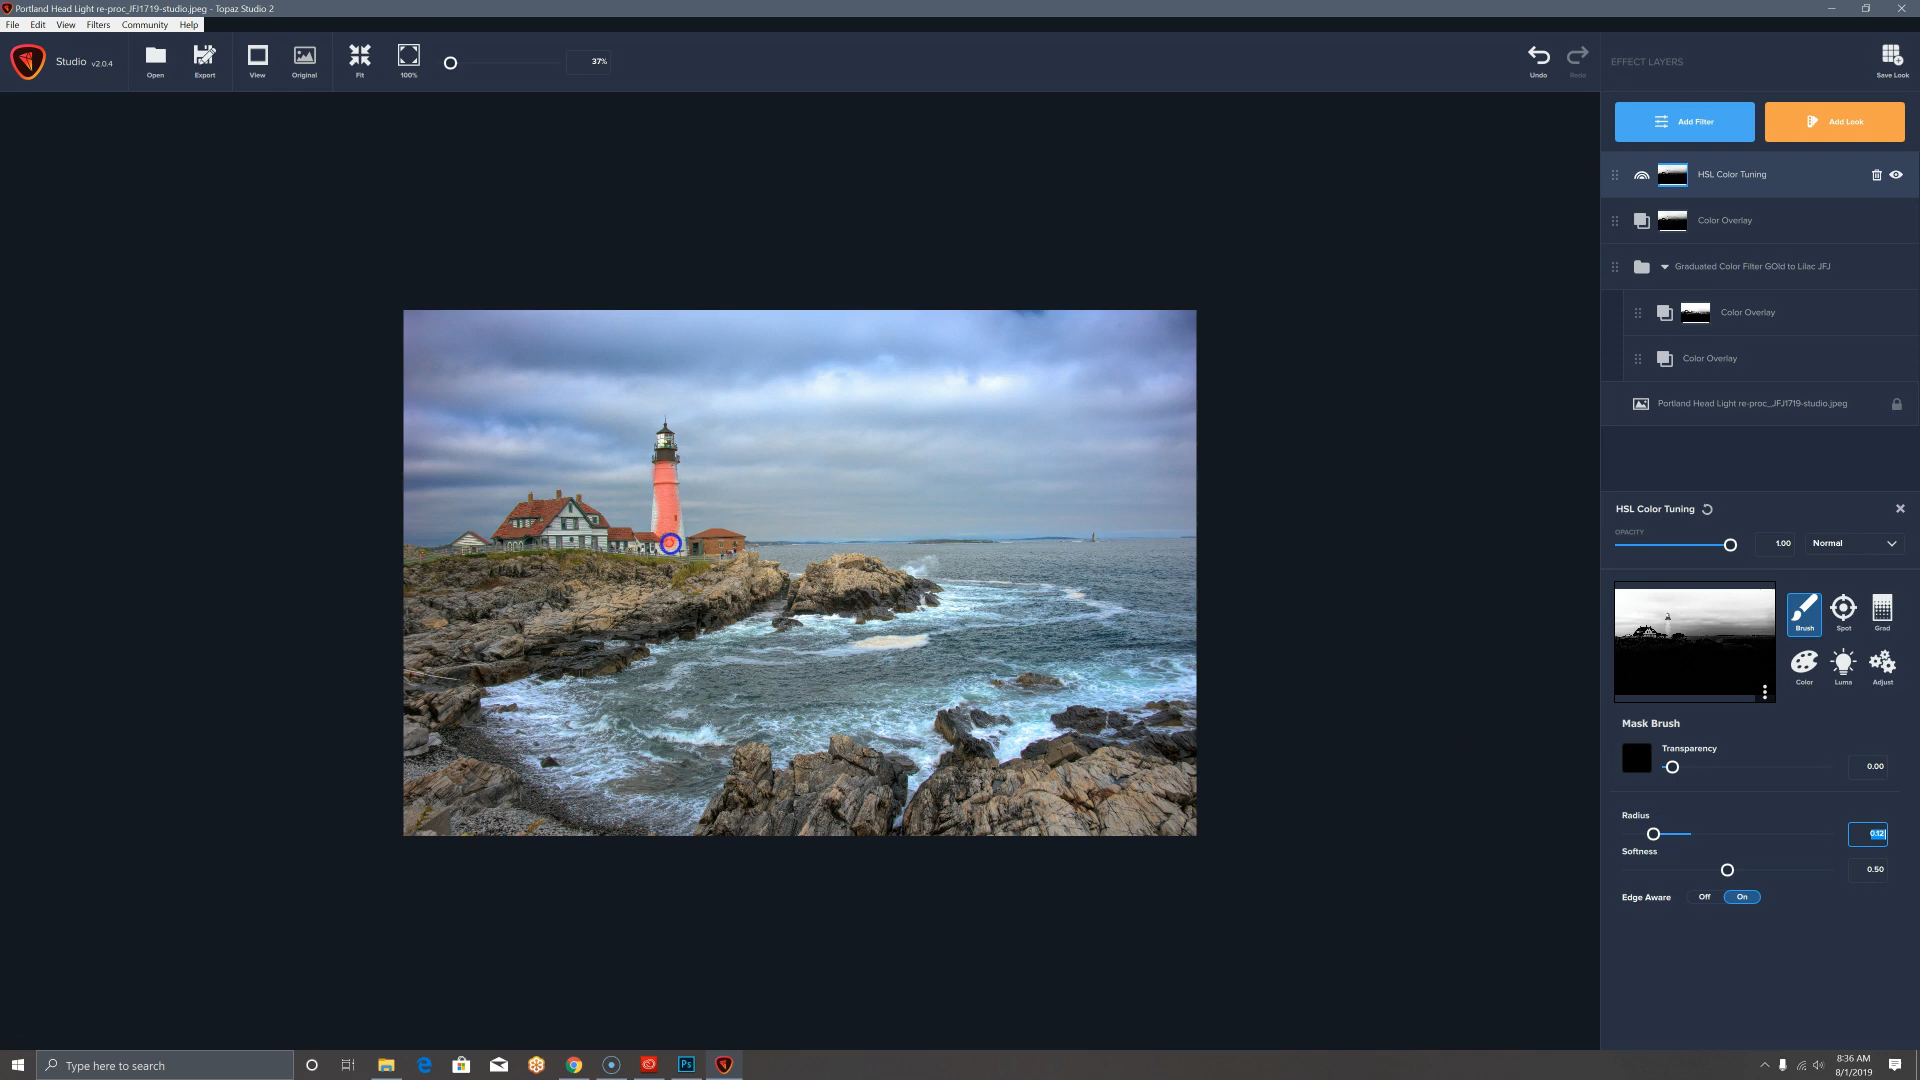 Portland Head Light re-proc_JFJ1719-studio.jpeg - Topaz Studio 2
File Edit View Filters Community Help
Studio v2.0.4
Open
Export
View
Original
Fit
100%
37%
Undo
Redo
EFFECT LAYERS
Save Look
Add Filter
Add Look
HSL Color Tuning
Color Overlay
Graduated Color Filter GOld to Lilac JFJ
Color Overlay
Color Overlay
Portland Head Light re-proc_JFJ1719-studio.jpeg
HSL Color Tuning
OPACITY
1.00
Normal
Brush
Spot
Grad
Color
Luma
Adjust
Mask Brush
Transparency
0.00
Radius
0.12
Softness
0.50
Edge Aware Off On
Type here to search
Ps
8:36 AM
8/1/2019